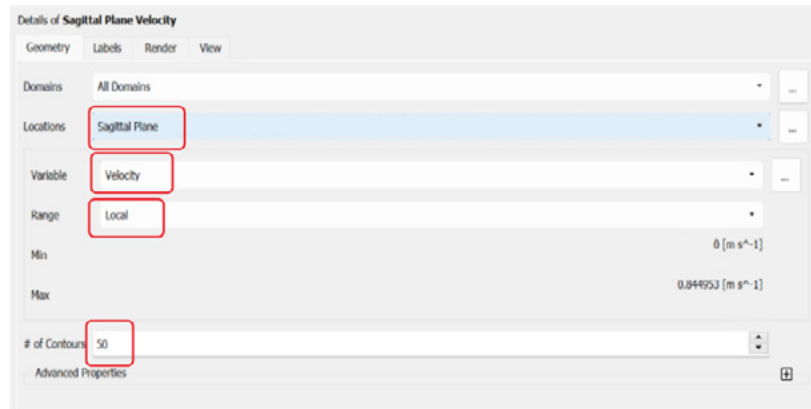 Details of Sagittal Plane Velocity
Geometry Labels Render View
Domains All Domains ...
Locations Sagittal Plane ...
Variable Velocity ...
Range Local
Min 0 [m s^-1]
Max 0.844953 [m s^-1]
# of Contours 50
Advanced Properties